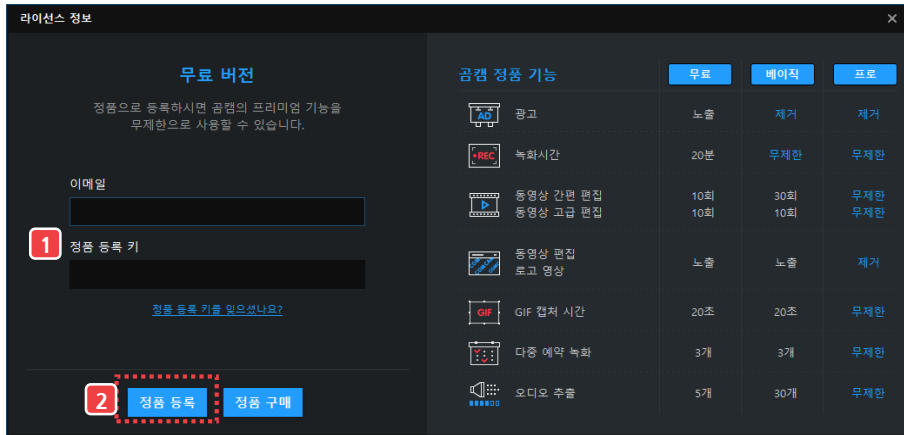 라이선스 정보
무료 버전
정품으로 등록하시면 곰캠의 프리미엄 기능을
무제한으로 사용할 수 있습니다.
이메일
1
정품 등록 키
정품 등록 키를 잊으셨나요?
2 정품 등록 정품 구매
곰캠 정품 기능 무료 베이직 프로
AD 광고 노출 제거 제거
REC 녹화시간 20분 무제한 무제한
동영상 간편 편집 10회 30회 무제한
동영상 고급 편집 10회 10회 무제한
동영상 편집
로고 영상 노출 노출 제거
GIF GIF 캡처 시간 20초 20초 무제한
다중 예약 녹화 3개 3개 무제한
오디오 추출 5개 30개 무제한